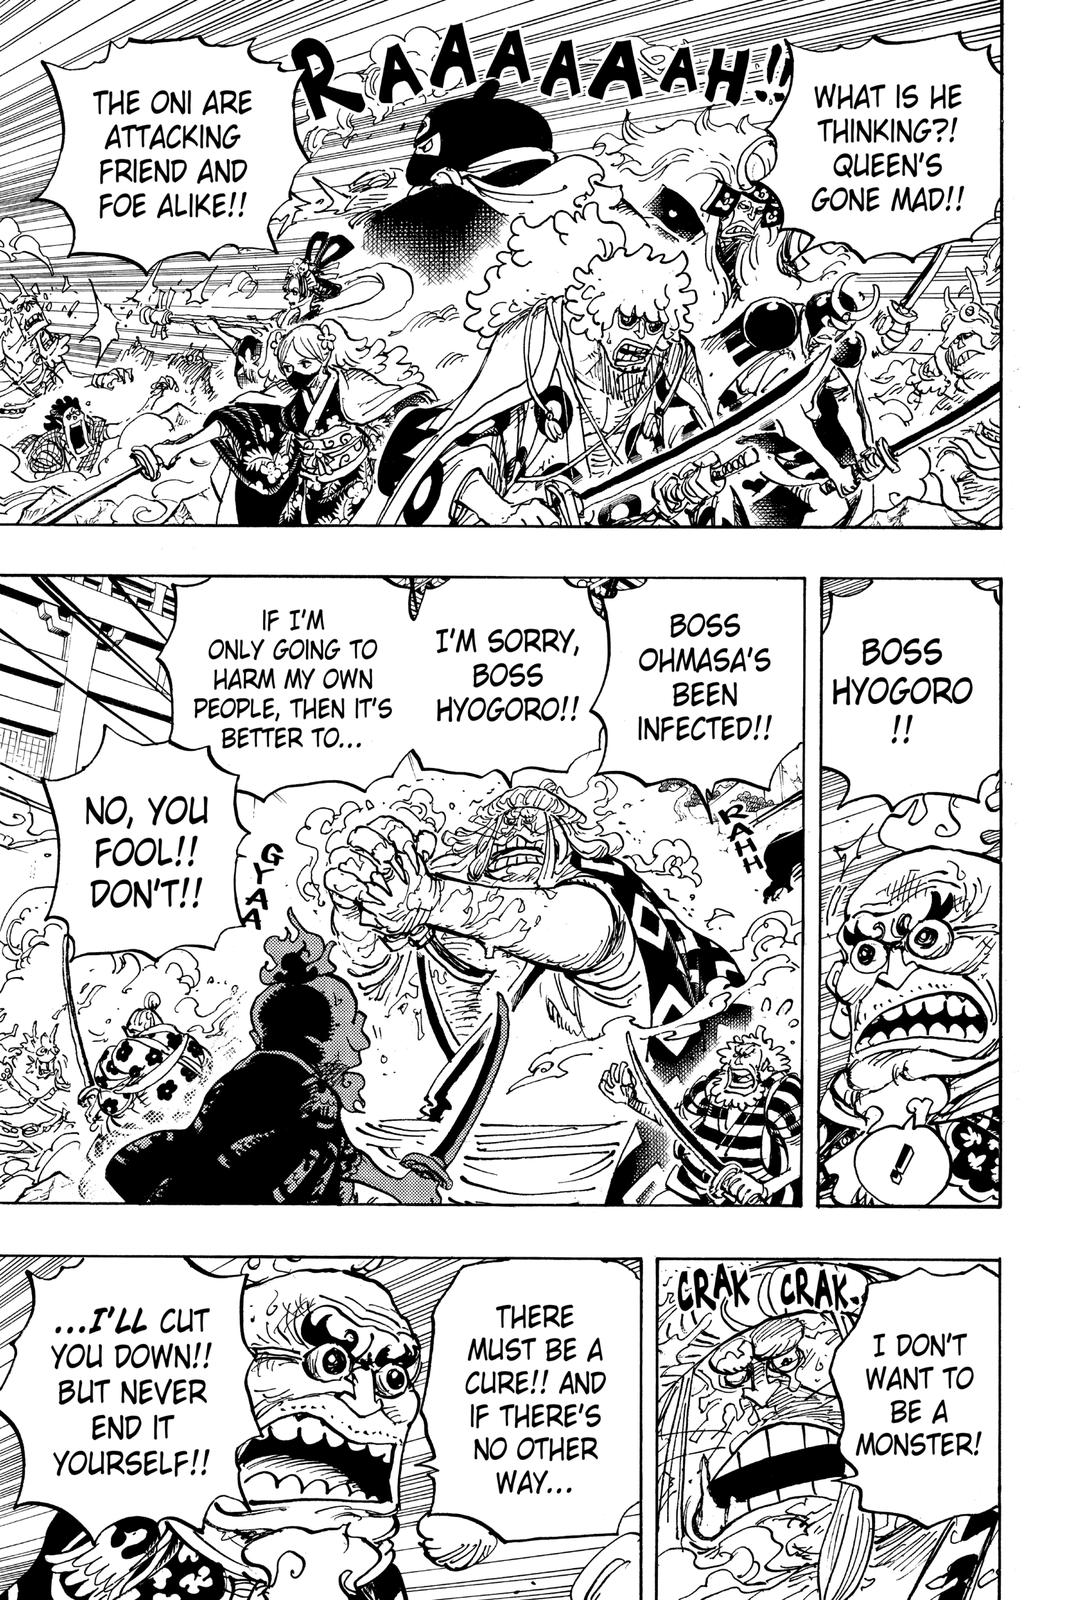 RAAAAAAAH!!
WHAT IS HE
THINKING?!
QUEEN'S
GONE MAD!!
THE ONI ARE
ATTACKING
FRIEND AND
FOE ALIKE!!
BOSS
HYOGORO
!!
!
BOSS
OHMASA'S
BEEN
INFECTED!!
RAHH
I'M SORRY,
BOSS
HYOGORO!!
IF I'M
ONLY GOING TO
HARM MY OWN
PEOPLE, THEN IT'S
BETTER TO...
GYAA
NO, YOU
FOOL!!
DON'T!!
CRAK CRAK..
I DON'T
WANT TO
BE A
MONSTER!
THERE
MUST BE A
CURE!! AND
IF THERE'S
NO OTHER
WAY...
...I'LL CUT
YOU DOWN!!
BUT NEVER
END IT
YOURSELF!!